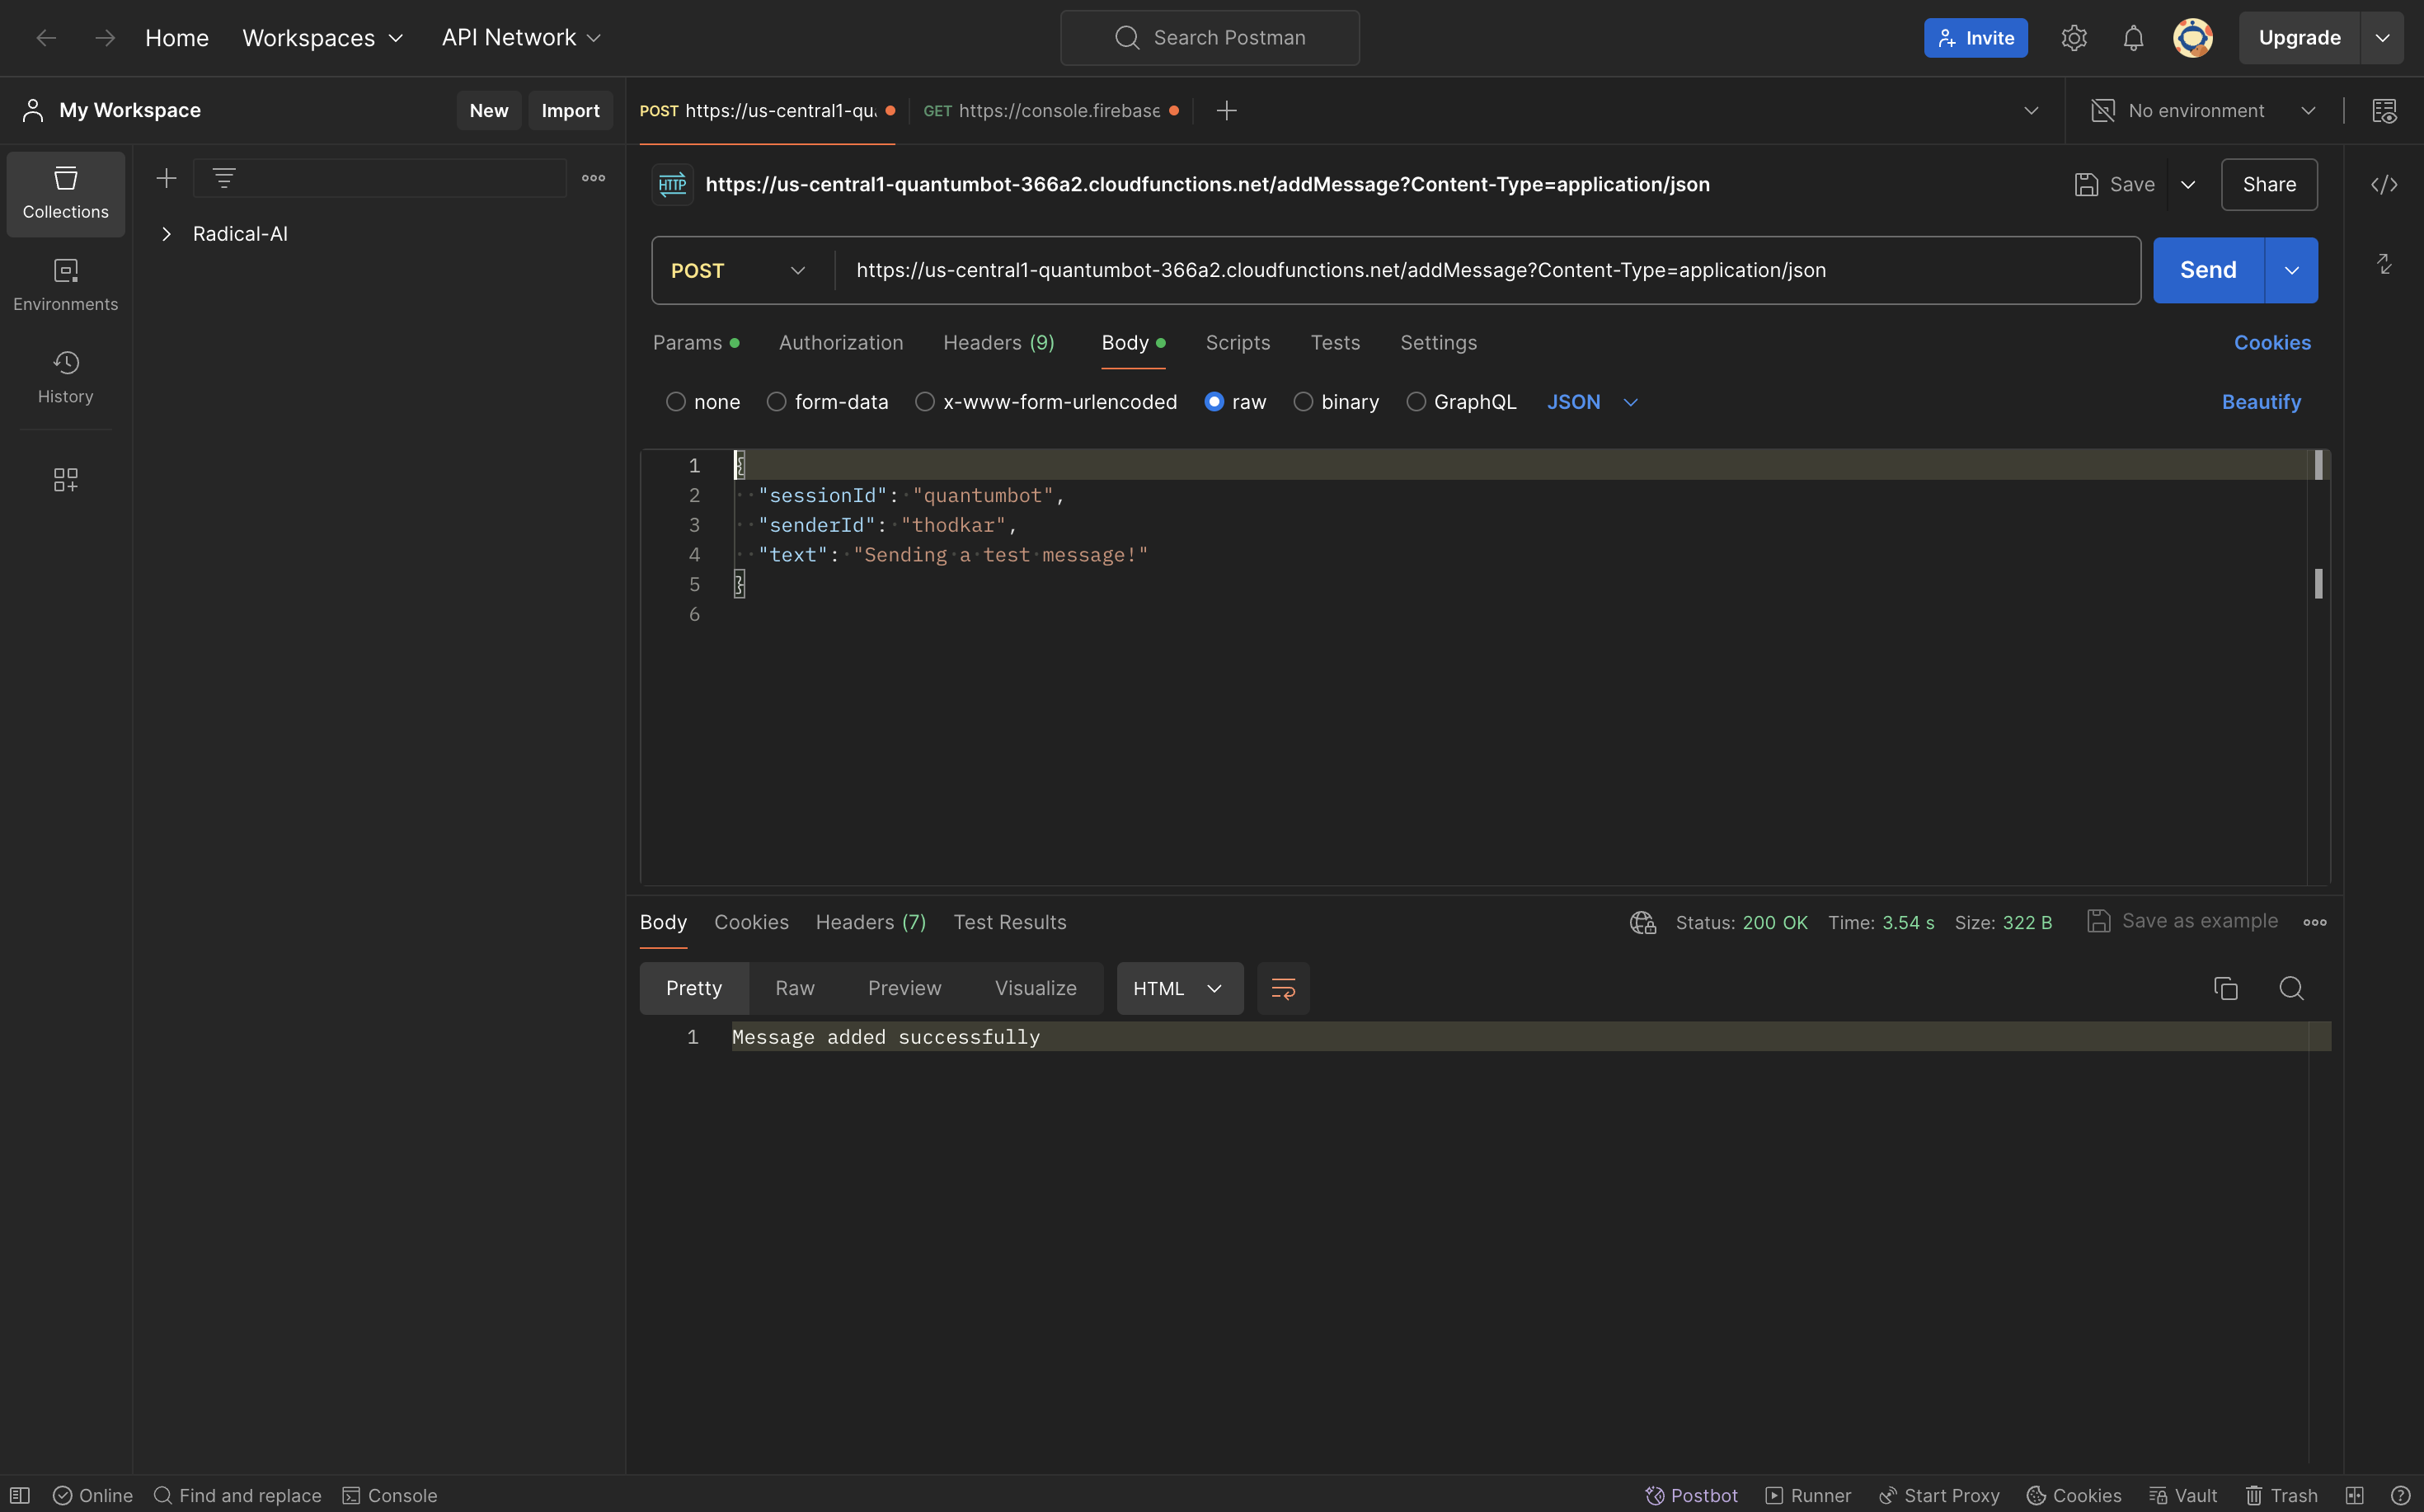 Home Workspaces API Network Search Postman Invite Upgrade
My Workspace New Import POST https://us-central1-qu GET https://console.firebase No environment
Collections
Environments
History
Radical-AI
HTTP https://us-central1-quantumbot-366a2.cloudfunctions.net/addMessage?Content-Type=application/json Save Share
POST https://us-central1-quantumbot-366a2.cloudfunctions.net/addMessage?Content-Type=application/json Send
Params Authorization Headers (9) Body Scripts Tests Settings Cookies
none form-data x-www-form-urlencoded raw binary GraphQL JSON Beautify
1 {
2 "sessionId": "quantumbot",
3 "senderId": "thodkar",
4 "text": "Sending a test message!"
5 }
6
Body Cookies Headers (7) Test Results Status: 200 OK Time: 3.54 s Size: 322 B Save as example
Pretty Raw Preview Visualize HTML
1 Message added successfully
Online Find and replace Console Postbot Runner Start Proxy Cookies Vault Trash